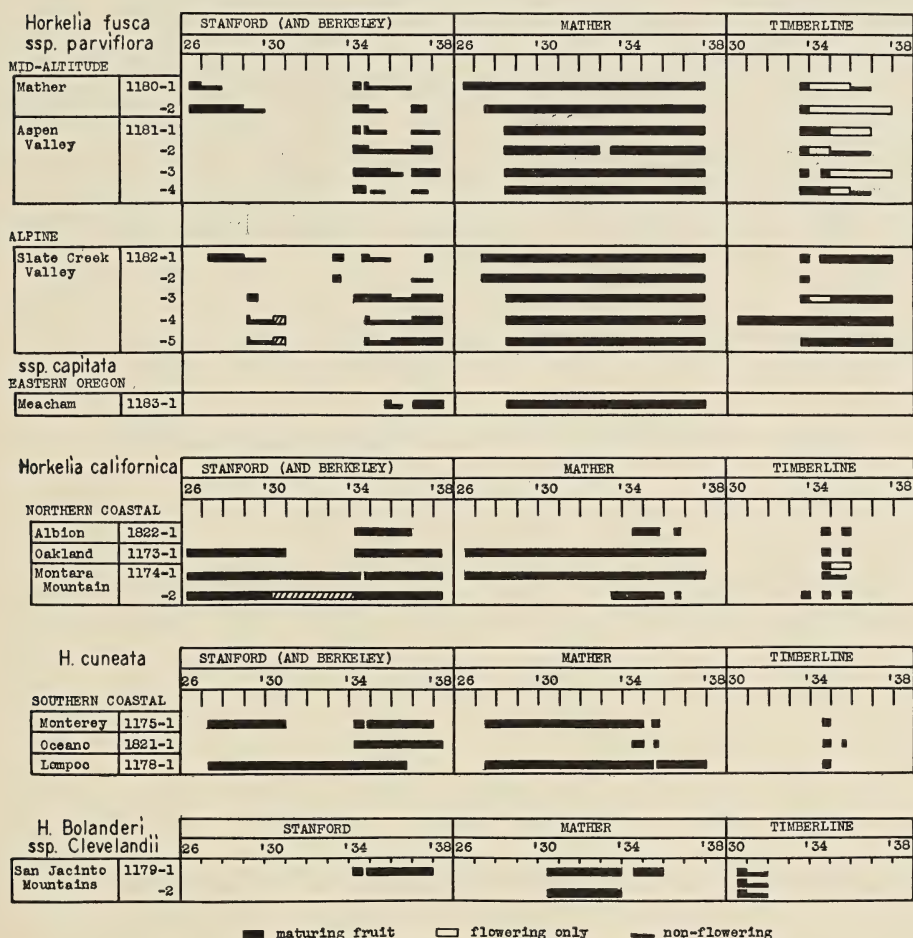 Horkelia fusca
ssp. parviflora
STANFORD (AND BERKELEY) MATHER TIMBERLINE
26 '30 '34 '38 26 '30 '34 '38 30 '34 '38
MID-ALTITUDE
Mather 1180-1
-2
Aspen Valley 1181-1
-2
-3
-4
ALPINE
Slate Creek Valley 1182-1
-2
-3
-4
-5
ssp. capitata
EASTERN OREGON
Meacham 1183-1
Horkelia californica STANFORD (AND BERKELEY) MATHER TIMBERLINE
26 '30 '34 '38 26 '30 '34 '38 30 '34 '38
NORTHERN COASTAL
Albion 1822-1
Oakland 1173-1
Montara Mountain 1174-1
-2
H. cuneata STANFORD (AND BERKELEY) MATHER TIMBERLINE
26 '30 '34 '38 26 '30 '34 '38 30 '34 '38
SOUTHERN COASTAL
Monterey 1175-1
Oceano 1821-1
Lompoc 1178-1
H. Bolanderi
ssp. Clevelandii
STANFORD MATHER TIMBERLINE
26 '30 '34 '38 26 '30 '34 '38 30 '34 '38
San Jacinto Mountains 1179-1
-2
maturing fruit flowering only non-flowering